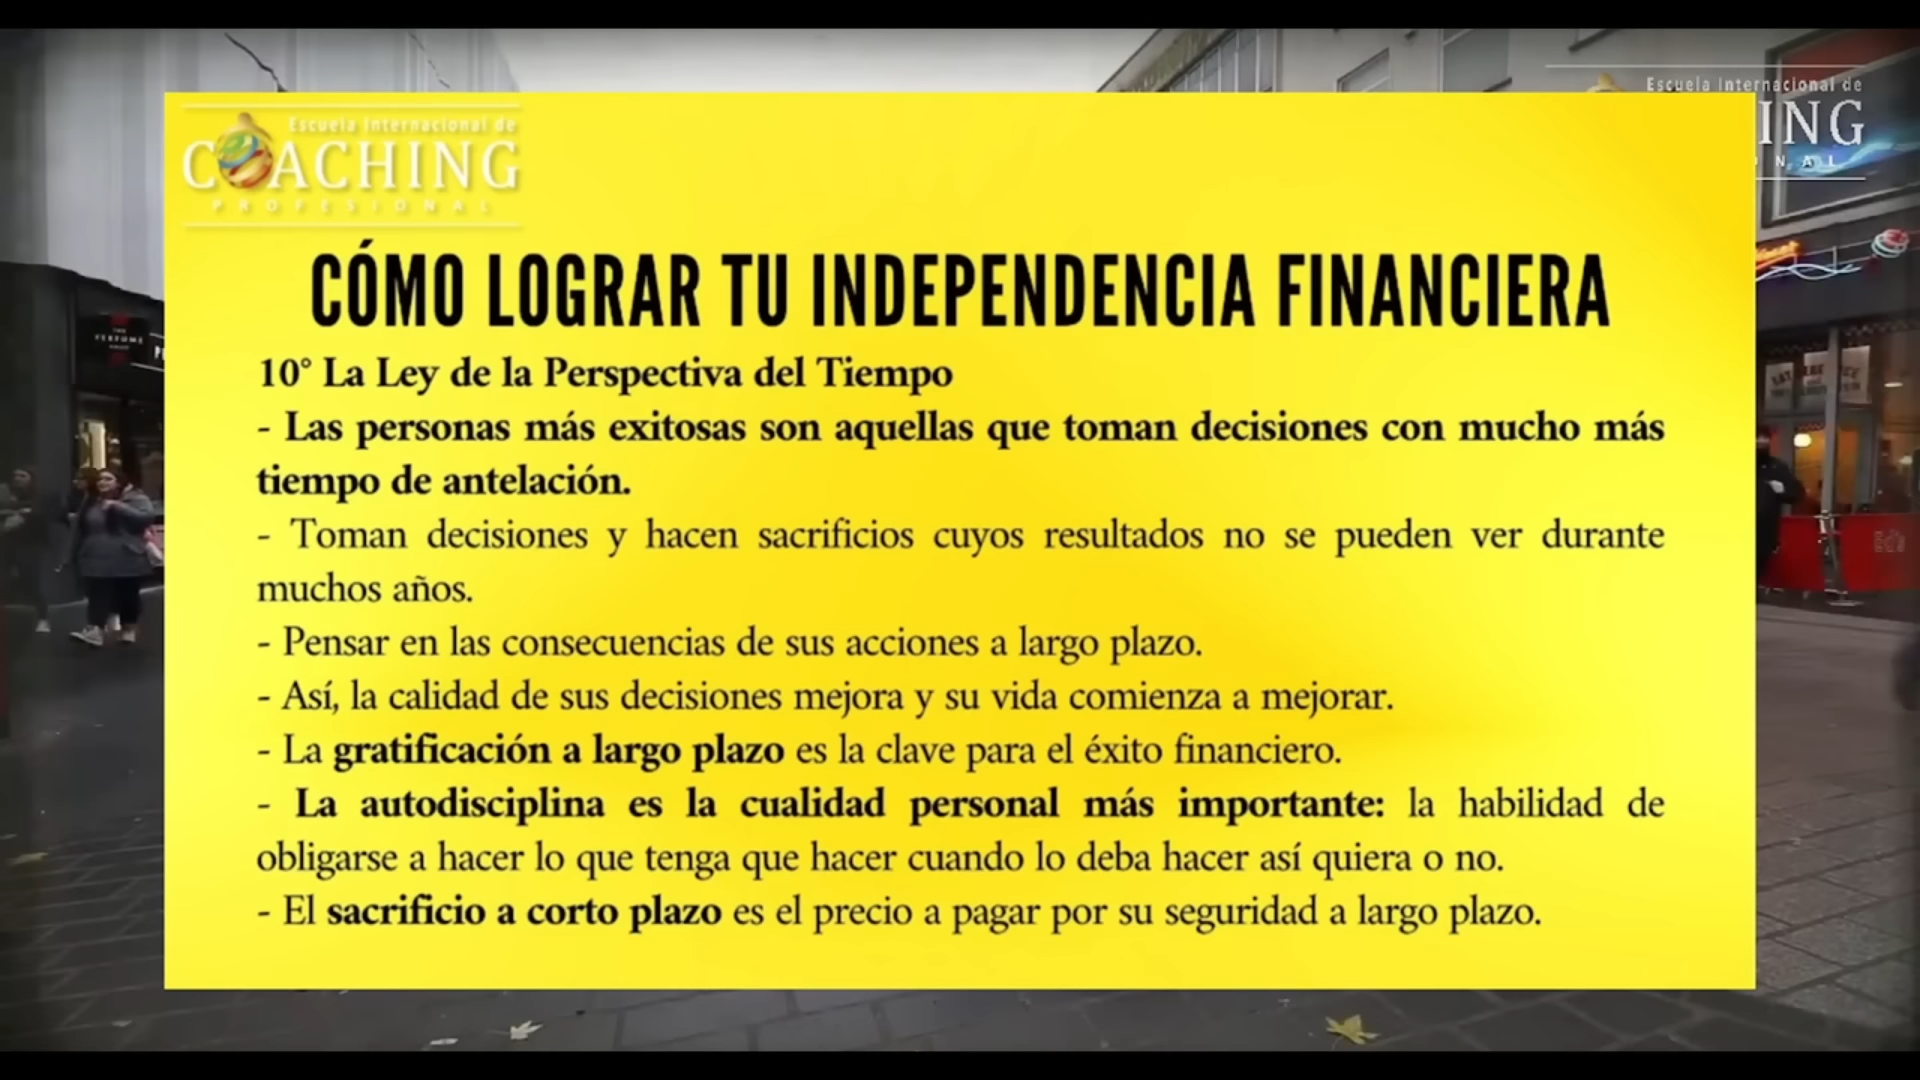 Escuela Internacional de
COACHING
PROFESIONAL
Escuela Internacional de
ING
NAL
CÓMO LOGRAR TU INDEPENDENCIA FINANCIERA
10° La Ley de la Perspectiva del Tiempo
- Las personas más exitosas son aquellas que toman decisiones con mucho más
tiempo de antelación.
- Toman decisiones y hacen sacrificios cuyos resultados no se pueden ver durante
muchos años.
- Pensar en las consecuencias de sus acciones a largo plazo.
- Así, la calidad de sus decisiones mejora y su vida comienza a mejorar.
- La gratificación a largo plazo es la clave para el éxito financiero.
- La autodisciplina es la cualidad personal más importante: la habilidad de
obligarse a hacer lo que tenga que hacer cuando lo deba hacer así quiera o no.
- El sacrificio a corto plazo es el precio a pagar por su seguridad a largo plazo.
THE
PERFUME